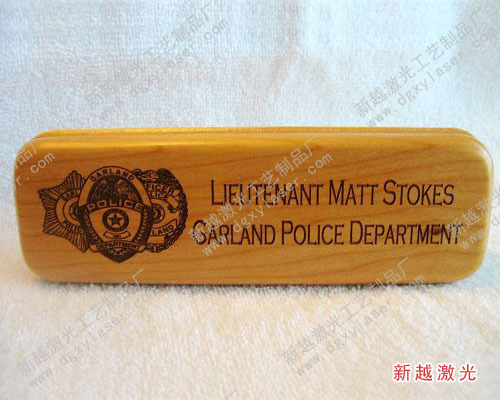 LIEUTENANT MATT STOKES
GARLAND POLICE DEPARTMENT
GARLAND
POLICE
DEPARTMENT
新越激光工艺制品厂
www.dgxylaser.com
新越激光